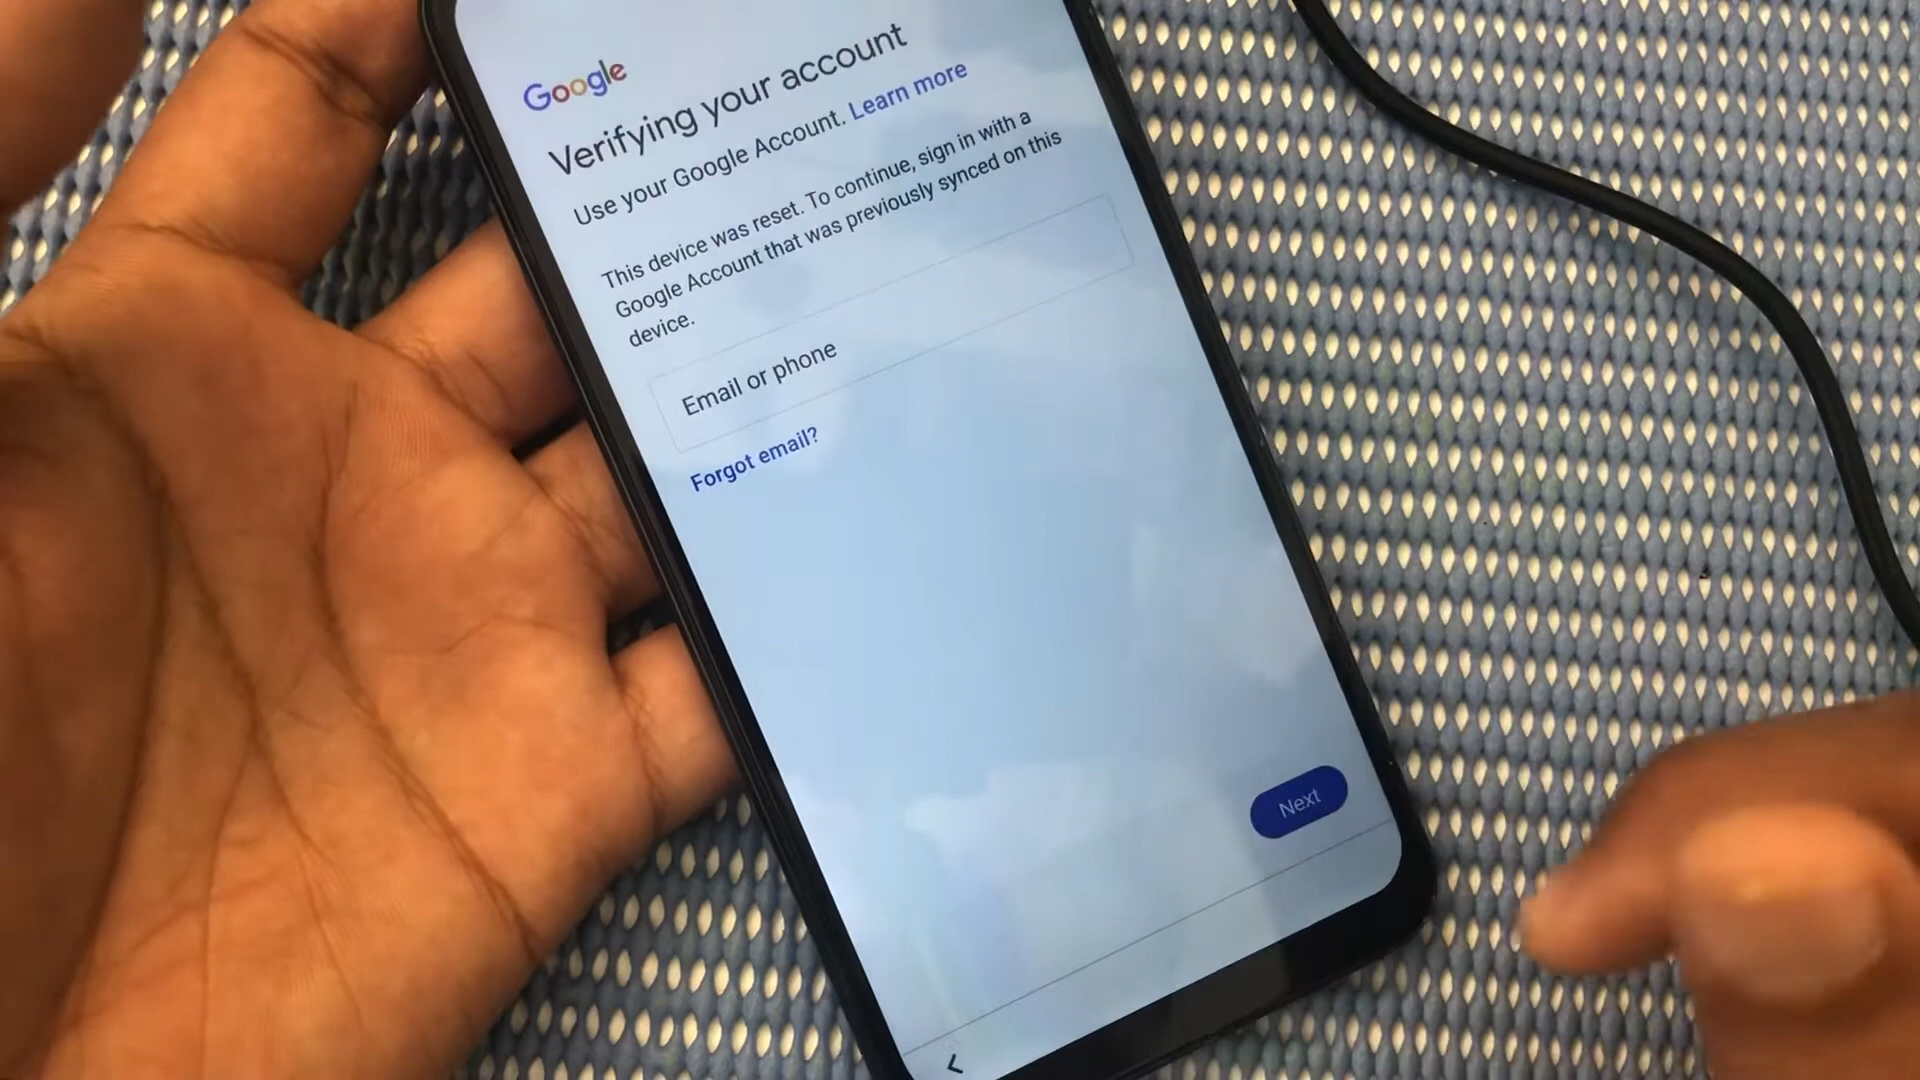 Google
Verifying your account
Use your Google Account. Learn more
This device was reset. To continue, sign in with a
Google Account that was previously synced on this
device.
Email or phone
Forgot email?
Next